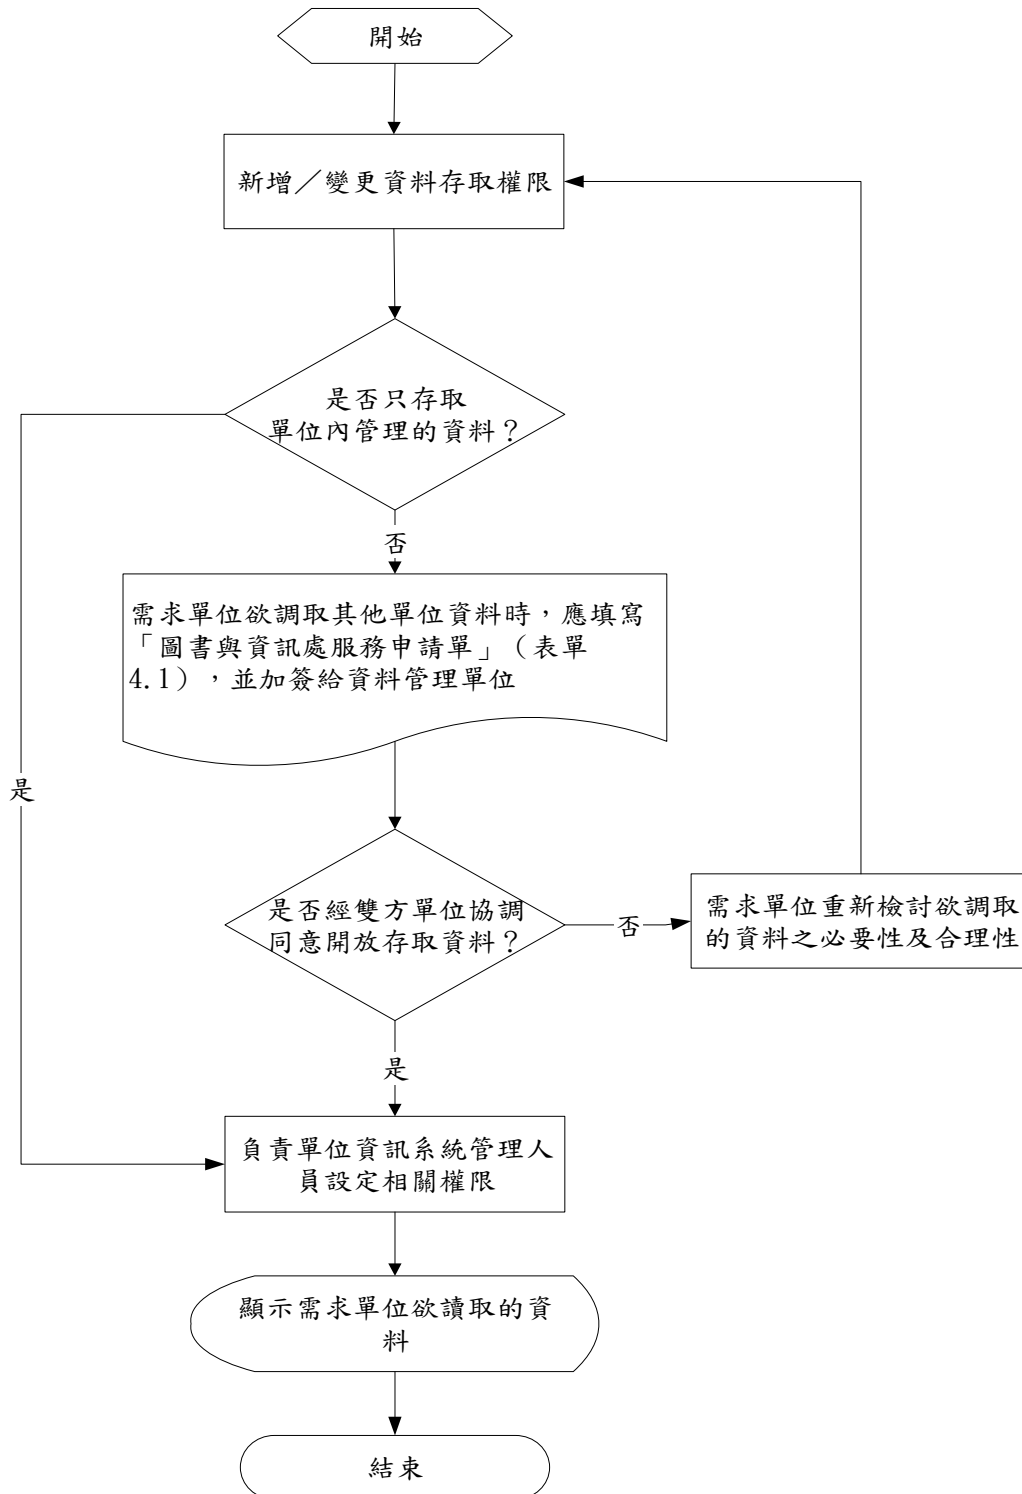 開始
新增／變更資料存取權限
是否只存取
單位內管理的資料？
否
需求單位欲調取其他單位資料時，應填寫
「圖書與資訊處服務申請單」（表單
4.1），並加簽給資料管理單位
是
是否經雙方單位協調
同意開放存取資料？
否
需求單位重新檢討欲調取
的資料之必要性及合理性
是
負責單位資訊系統管理人
員設定相關權限
顯示需求單位欲讀取的資
料
結束